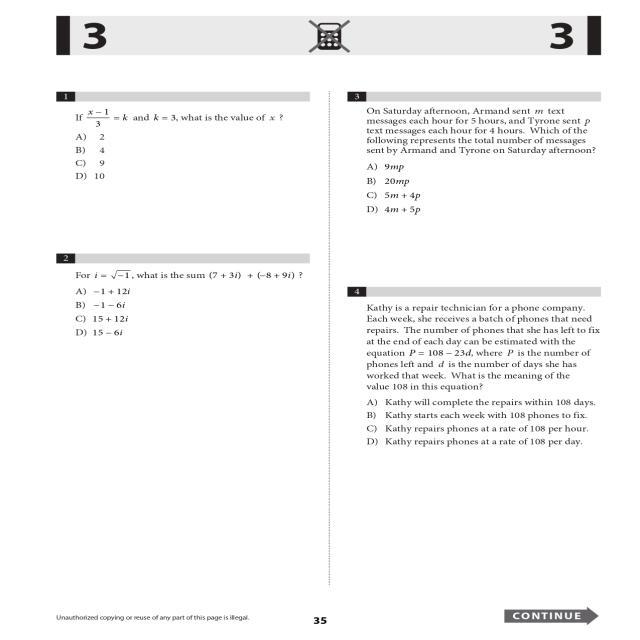 3
3
1
If x − 1/3 = k and k = 3, what is the value of x ?
A) 2
B) 4
C) 9
D) 10
2
For i = √−1, what is the sum (7 + 3i) + (−8 + 9i) ?
A) −1 + 12i
B) −1 − 6i
C) 15 + 12i
D) 15 − 6i
3
On Saturday afternoon, Armand sent m text
messages each hour for 5 hours, and Tyrone sent p
text messages each hour for 4 hours. Which of the
following represents the total number of messages
sent by Armand and Tyrone on Saturday afternoon?
A) 9mp
B) 20mp
C) 5m + 4p
D) 4m + 5p
4
Kathy is a repair technician for a phone company.
Each week, she receives a batch of phones that need
repairs. The number of phones that she has left to fix
at the end of each day can be estimated with the
equation P = 108 − 23d, where P is the number of
phones left and d is the number of days she has
worked that week. What is the meaning of the
value 108 in this equation?
A) Kathy will complete the repairs within 108 days.
B) Kathy starts each week with 108 phones to fix.
C) Kathy repairs phones at a rate of 108 per hour.
D) Kathy repairs phones at a rate of 108 per day.
Unauthorized copying or reuse of any part of this page is illegal.
35
CONTINUE